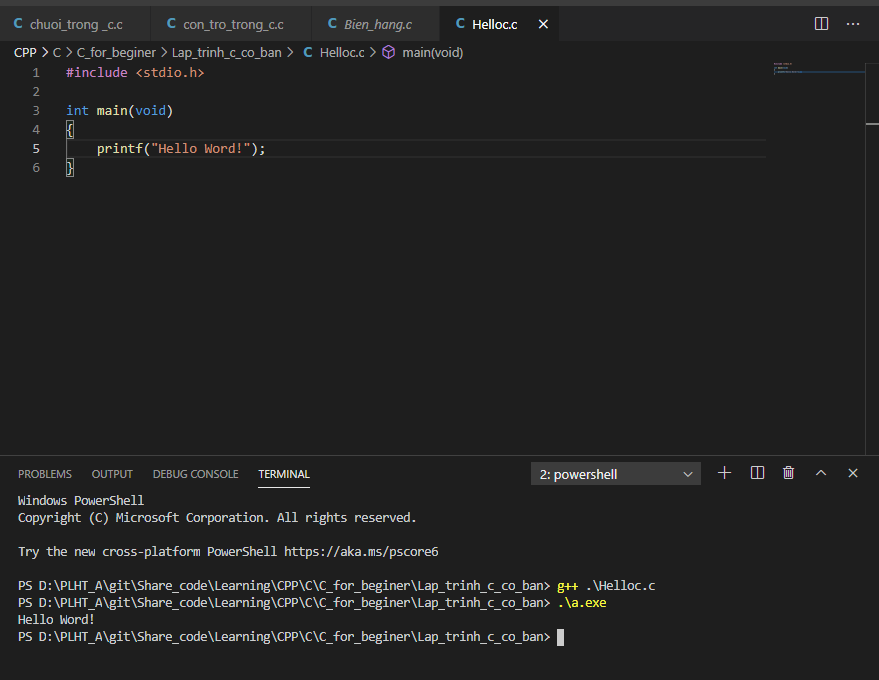 chuoi_trong _c.c con_tro_trong_c.c Bien_hang.c Helloc.c
CPP > C > C_for_beginer > Lap_trinh_c_co_ban > C Helloc.c > main(void)
1 #include <stdio.h>
2
3 int main(void)
4 {
5 printf("Hello Word!");
6 }
PROBLEMS OUTPUT DEBUG CONSOLE TERMINAL 2: powershell
Windows PowerShell
Copyright (C) Microsoft Corporation. All rights reserved.
Try the new cross-platform PowerShell https://aka.ms/pscore6
PS D:\PLHT_A\git\Share_code\Learning\CPP\C\C_for_beginer\Lap_trinh_c_co_ban> g++ .\Helloc.c
PS D:\PLHT_A\git\Share_code\Learning\CPP\C\C_for_beginer\Lap_trinh_c_co_ban> .\a.exe
Hello Word!
PS D:\PLHT_A\git\Share_code\Learning\CPP\C\C_for_beginer\Lap_trinh_c_co_ban>